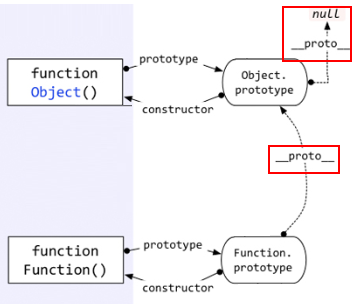 null
__proto__
prototype
function
Object()
Object.
prototype
constructor
__proto__
prototype
function
Function()
Function.
prototype
constructor